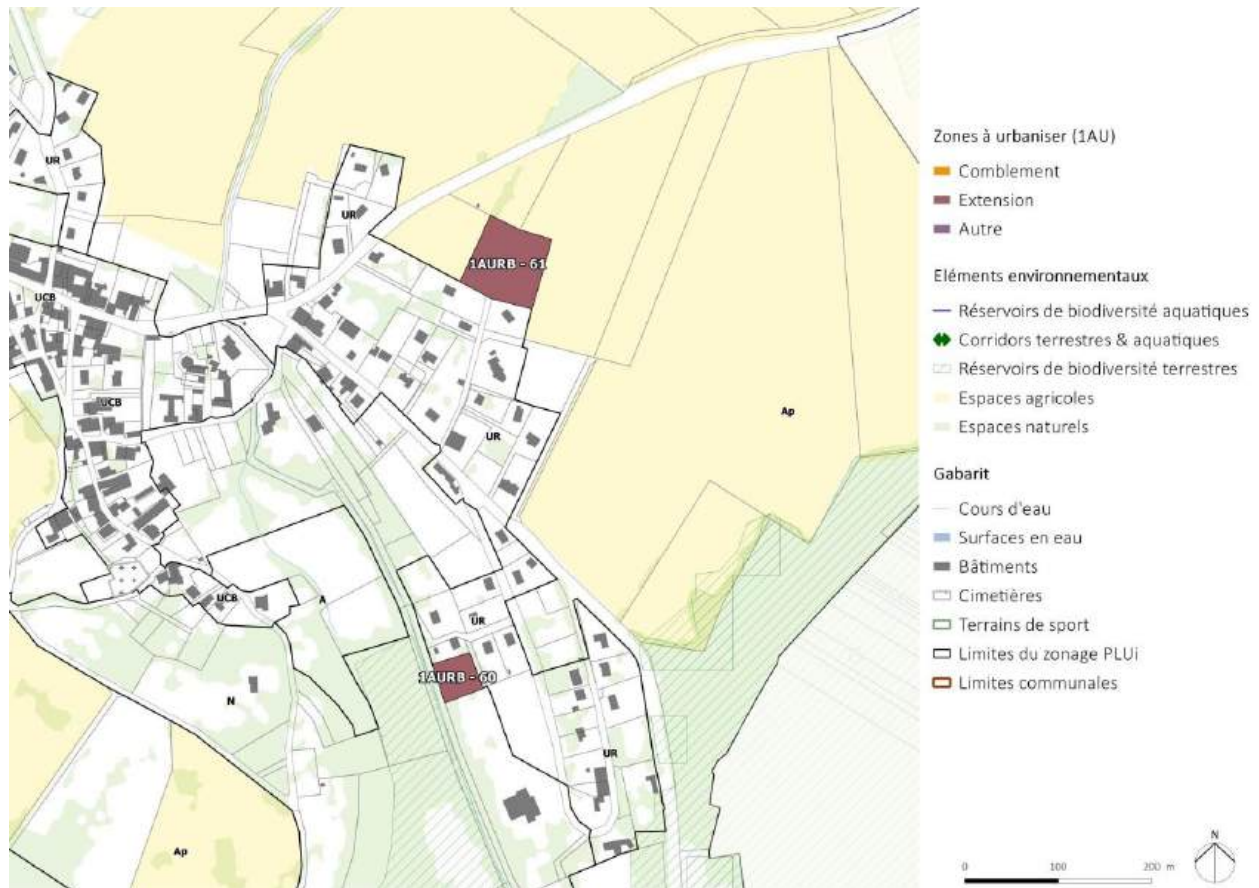 UR
UR
1AURB - 61
UCB
UCB
Ap
UR
UCB
A
UR
1AURB - 60
N
UR
Ap
Zones à urbaniser (1AU)
Comblement
Extension
Autre
Eléments environnementaux
Réservoirs de biodiversité aquatiques
Corridors terrestres & aquatiques
Réservoirs de biodiversité terrestres
Espaces agricoles
Espaces naturels
Gabarit
Cours d'eau
Surfaces en eau
Bâtiments
Cimetières
Terrains de sport
Limites du zonage PLUi
Limites communales
N
0 100 200 m